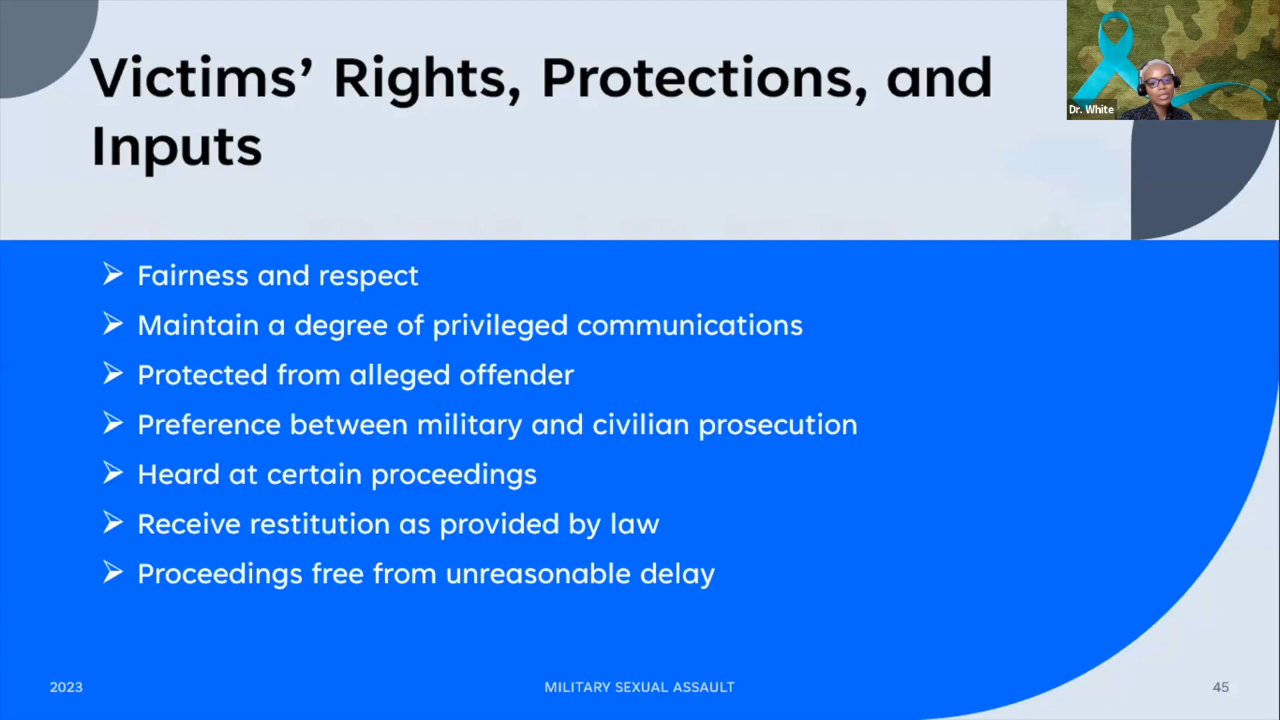 Victims’ Rights, Protections, and
Inputs
Dr. White
➢ Fairness and respect
➢ Maintain a degree of privileged communications
➢ Protected from alleged offender
➢ Preference between military and civilian prosecution
➢ Heard at certain proceedings
➢ Receive restitution as provided by law
➢ Proceedings free from unreasonable delay
2023
MILITARY SEXUAL ASSAULT
45